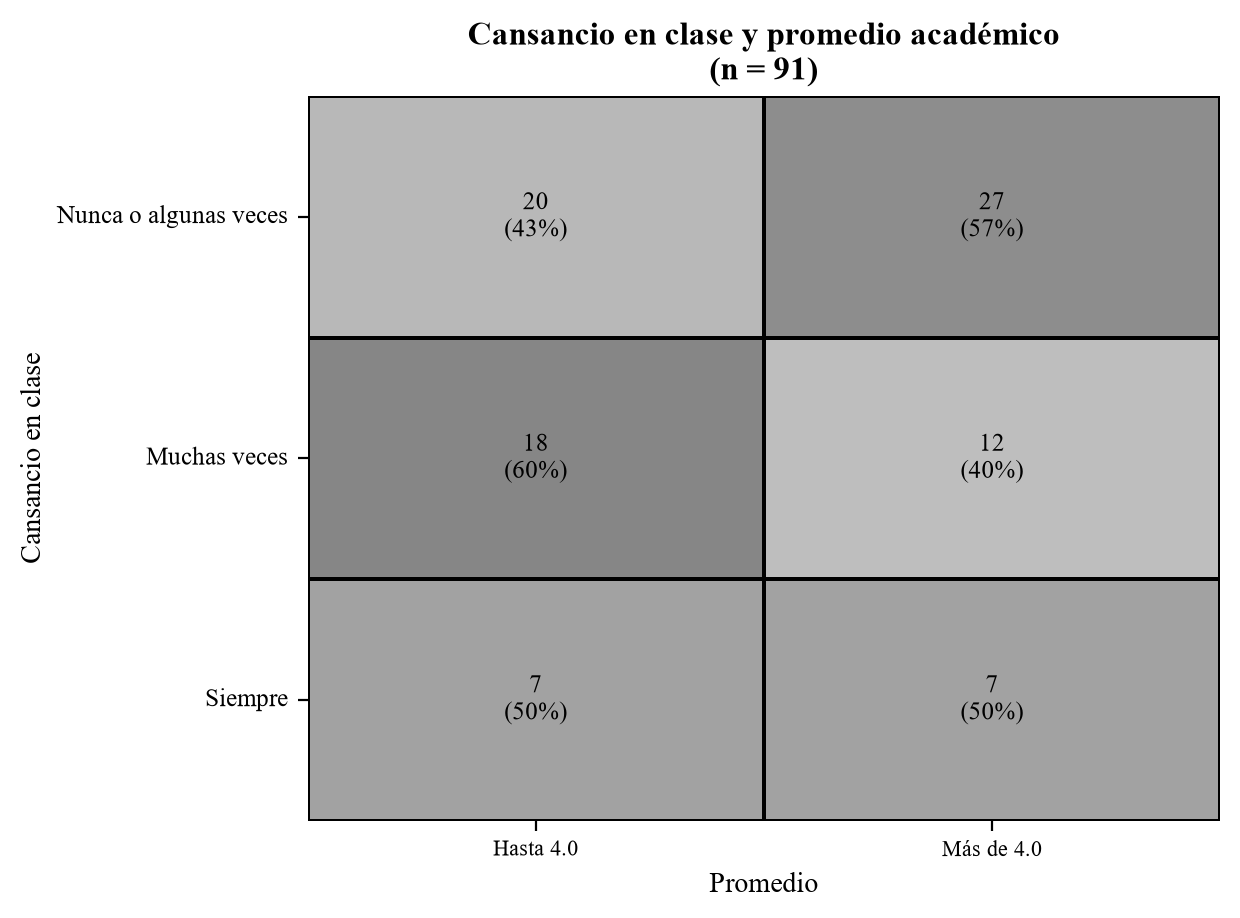 Cansancio en clase y promedio académico
(n = 91)
Cansancio en clase
Nunca o algunas veces
20
(43%)
27
(57%)
Muchas veces
18
(60%)
12
(40%)
Siempre
7
(50%)
7
(50%)
Hasta 4.0
Más de 4.0
Promedio